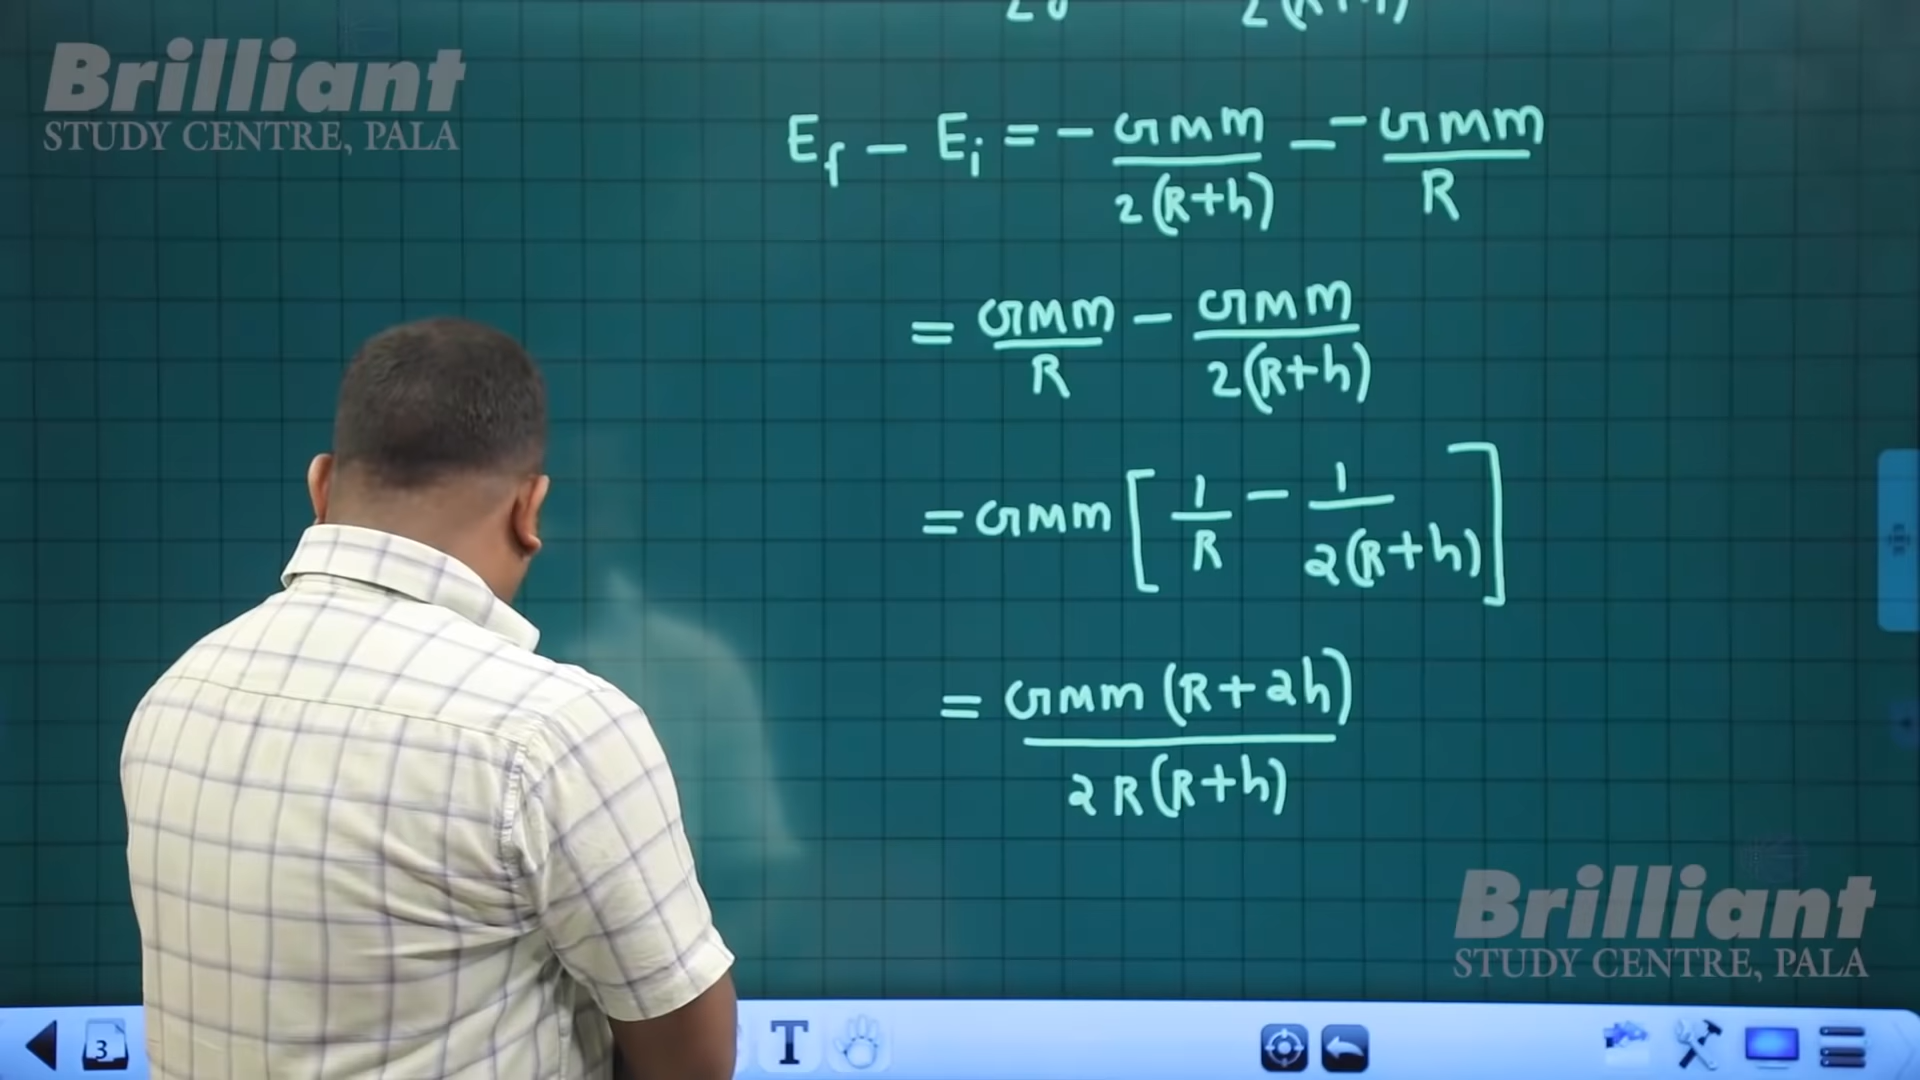 Brilliant
STUDY CENTRE, PALA
E_f - E_i = - GMm/2(R+h) - - GMm/R
= GMm/R - GMm/2(R+h)
= GMm [ 1/R - 1/2(R+h) ]
= GMm (R+2h)/2R(R+h)
Brilliant
STUDY CENTRE, PALA
3
T